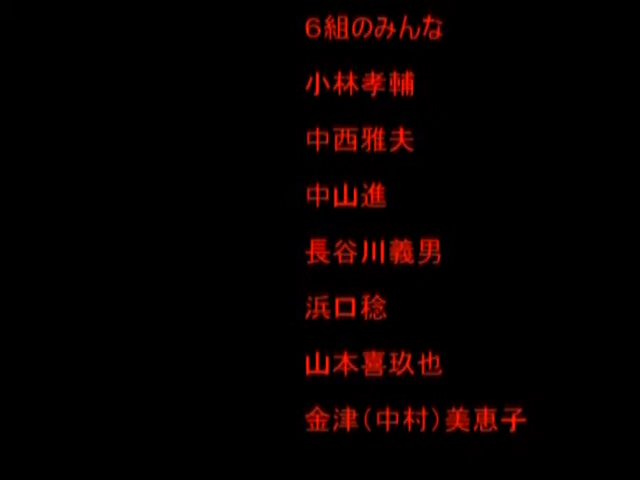 ６組のみんな
小林孝輔
中西雅夫
中山進
長谷川義男
浜口稔
山本喜玖也
金津（中村）美恵子